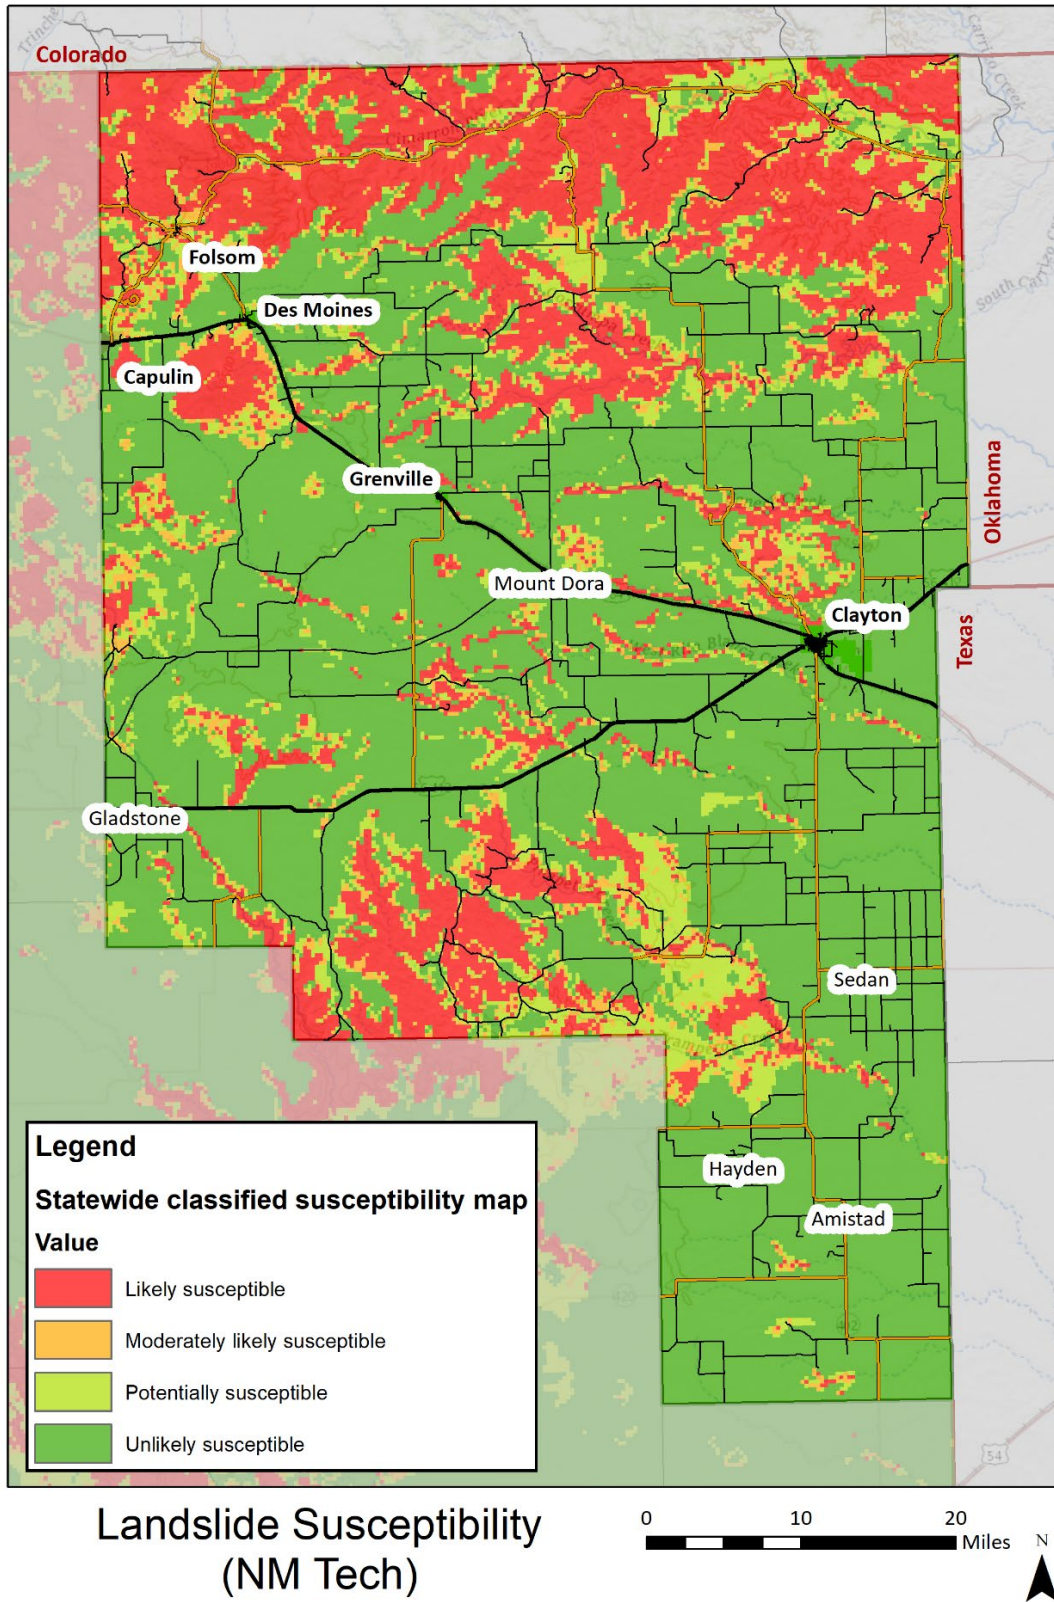 Colorado
Folsom
Des Moines
Capulin
Grenville
Mount Dora
Clayton
Oklahoma
Texas
Gladstone
Sedan
Hayden
Amistad
54
Legend
Statewide classified susceptibility map
Value
Likely susceptible
Moderately likely susceptible
Potentially susceptible
Unlikely susceptible
Landslide Susceptibility
(NM Tech)
0 10 20
Miles
N